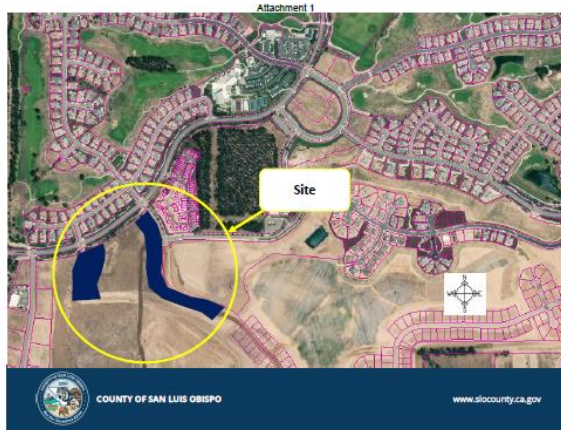 Attachment 1
Site
N
S
COUNTY OF SAN LUIS OBISPO
www.slocounty.ca.gov